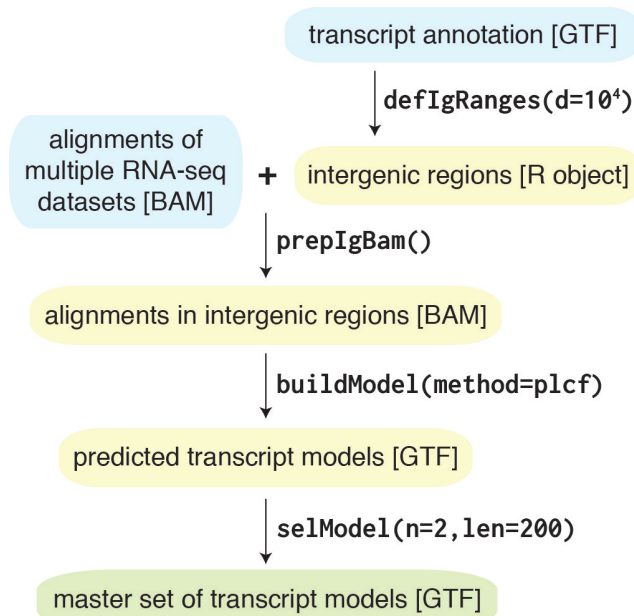 transcript annotation [GTF]
defIgRanges(d=10⁴)
alignments of
multiple RNA-seq
datasets [BAM]
+
intergenic regions [R object]
prepIgBam()
alignments in intergenic regions [BAM]
buildModel(method=plcf)
predicted transcript models [GTF]
selModel(n=2,len=200)
master set of transcript models [GTF]